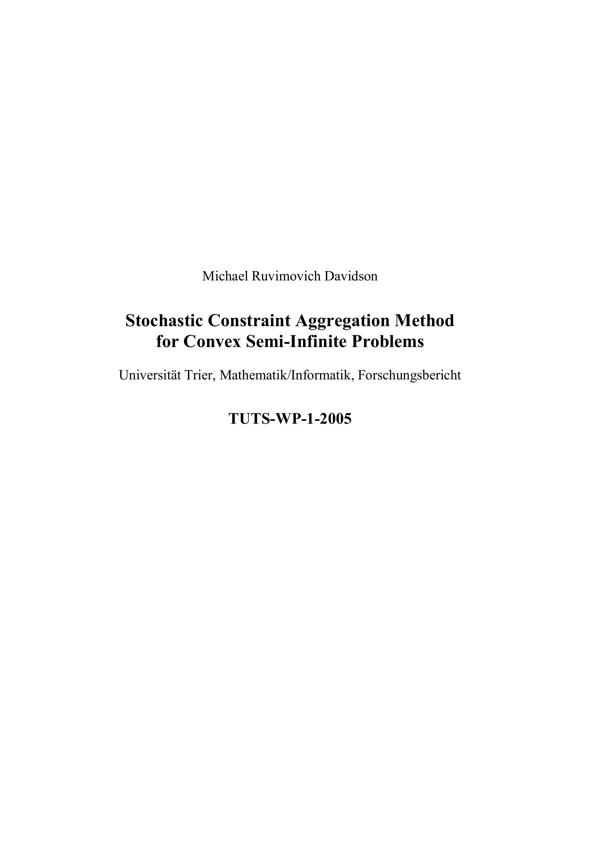 Michael Ruvimovich Davidson
Stochastic Constraint Aggregation Method
for Convex Semi-Infinite Problems
Universität Trier, Mathematik/Informatik, Forschungsbericht
TUTS-WP-1-2005